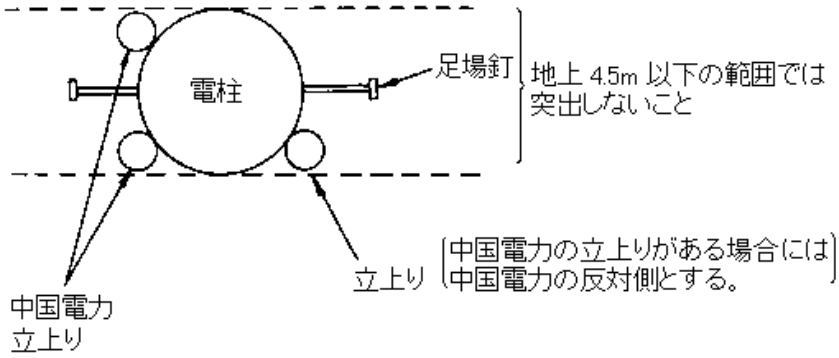 電柱
足場釘
地上 4.5m 以下の範囲では
突出しないこと
中国電力
立上り
立上り
中国電力の立上りがある場合には
中国電力の反対側とする。